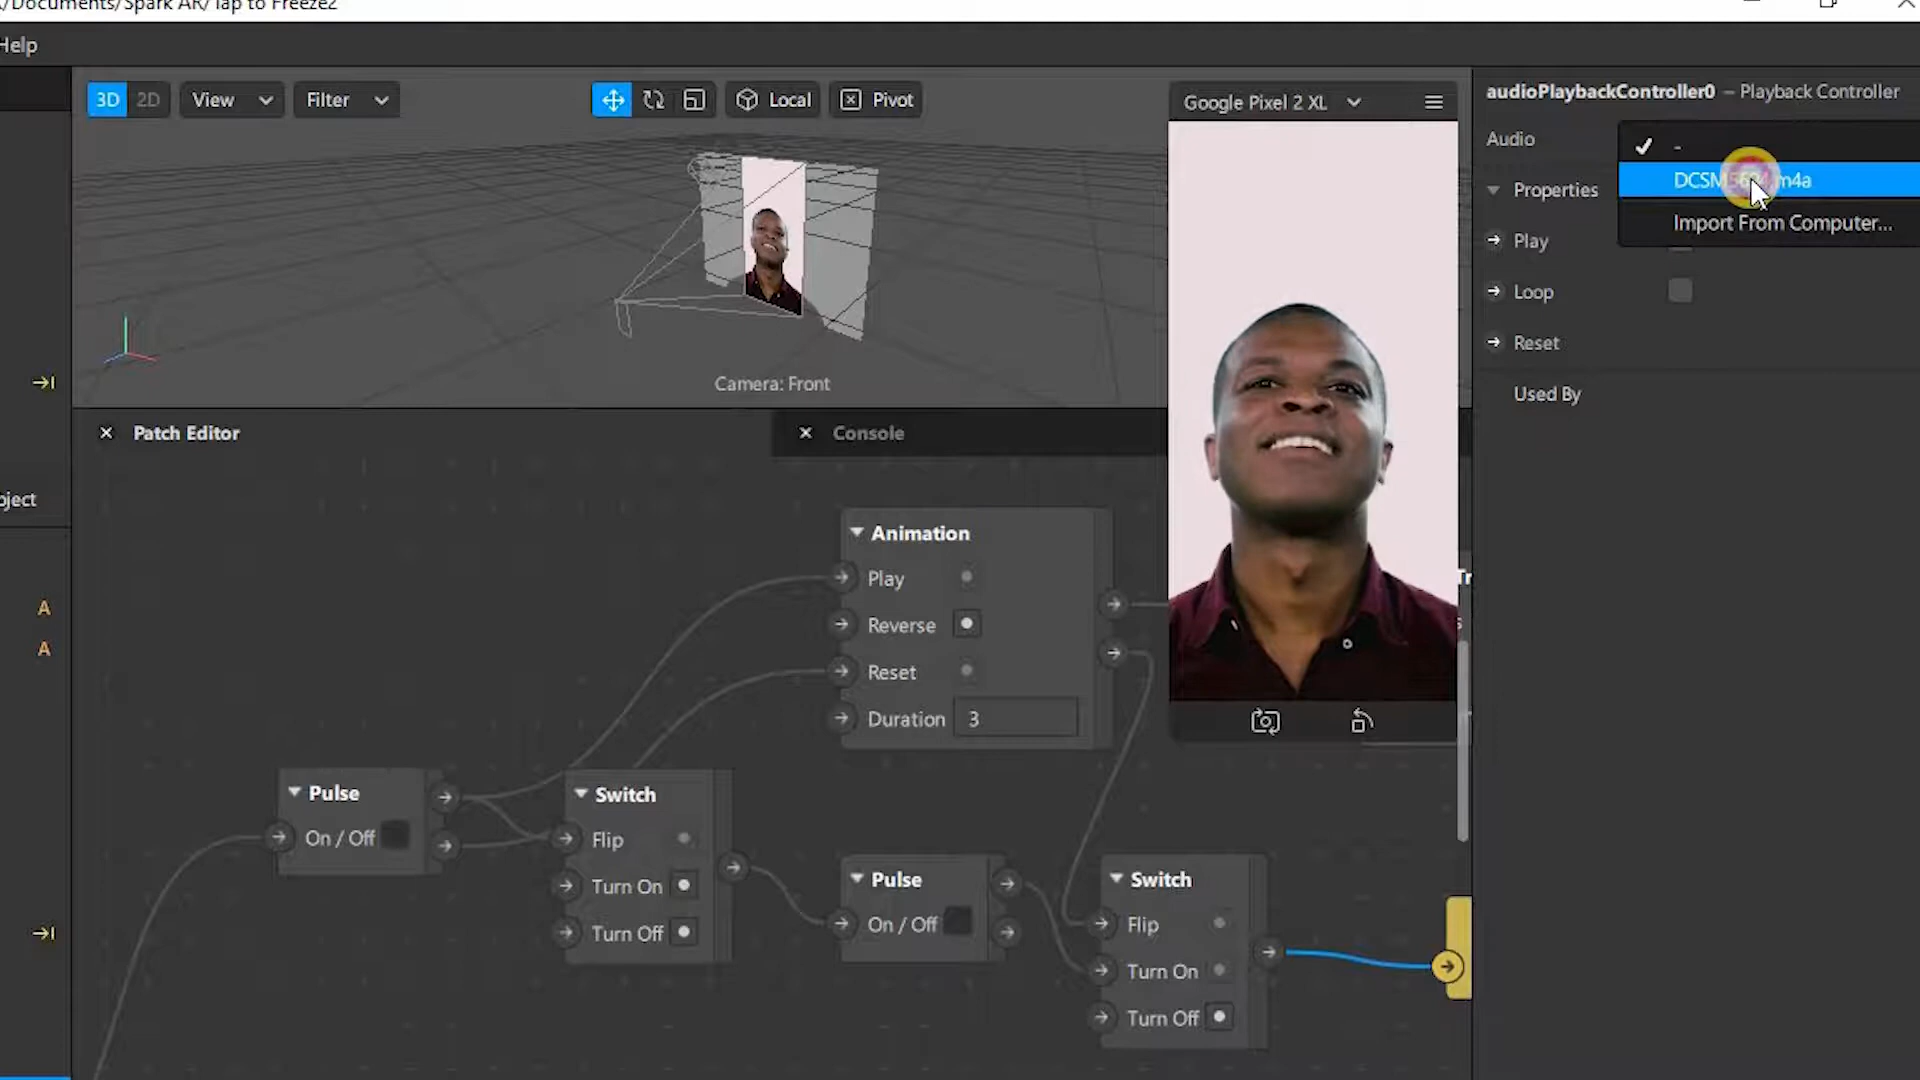 /Documents/Spark AR/Tap to Freeze2
Help
3D
2D
View
Filter
Local
Pivot
Google Pixel 2 XL
audioPlaybackController0 – Playback Controller
Audio
-
Properties
Import From Computer...
Play
Loop
Reset
Used By
Camera: Front
Patch Editor
Console
oject
A
A
Animation
Play
Reverse
Reset
Duration 3
Pulse
On / Off
Switch
Flip
Turn On
Turn Off
Pulse
On / Off
Switch
Flip
Turn On
Turn Off